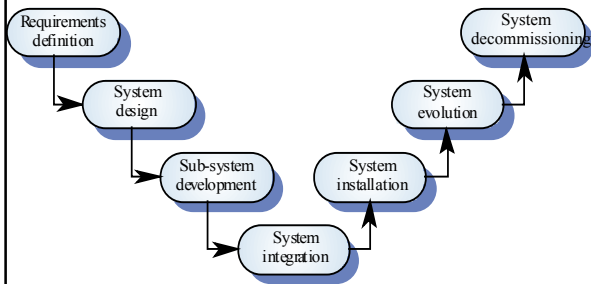 Requirements
definition
System
design
Sub-system
development
System
integration
System
installation
System
evolution
System
decommissioning